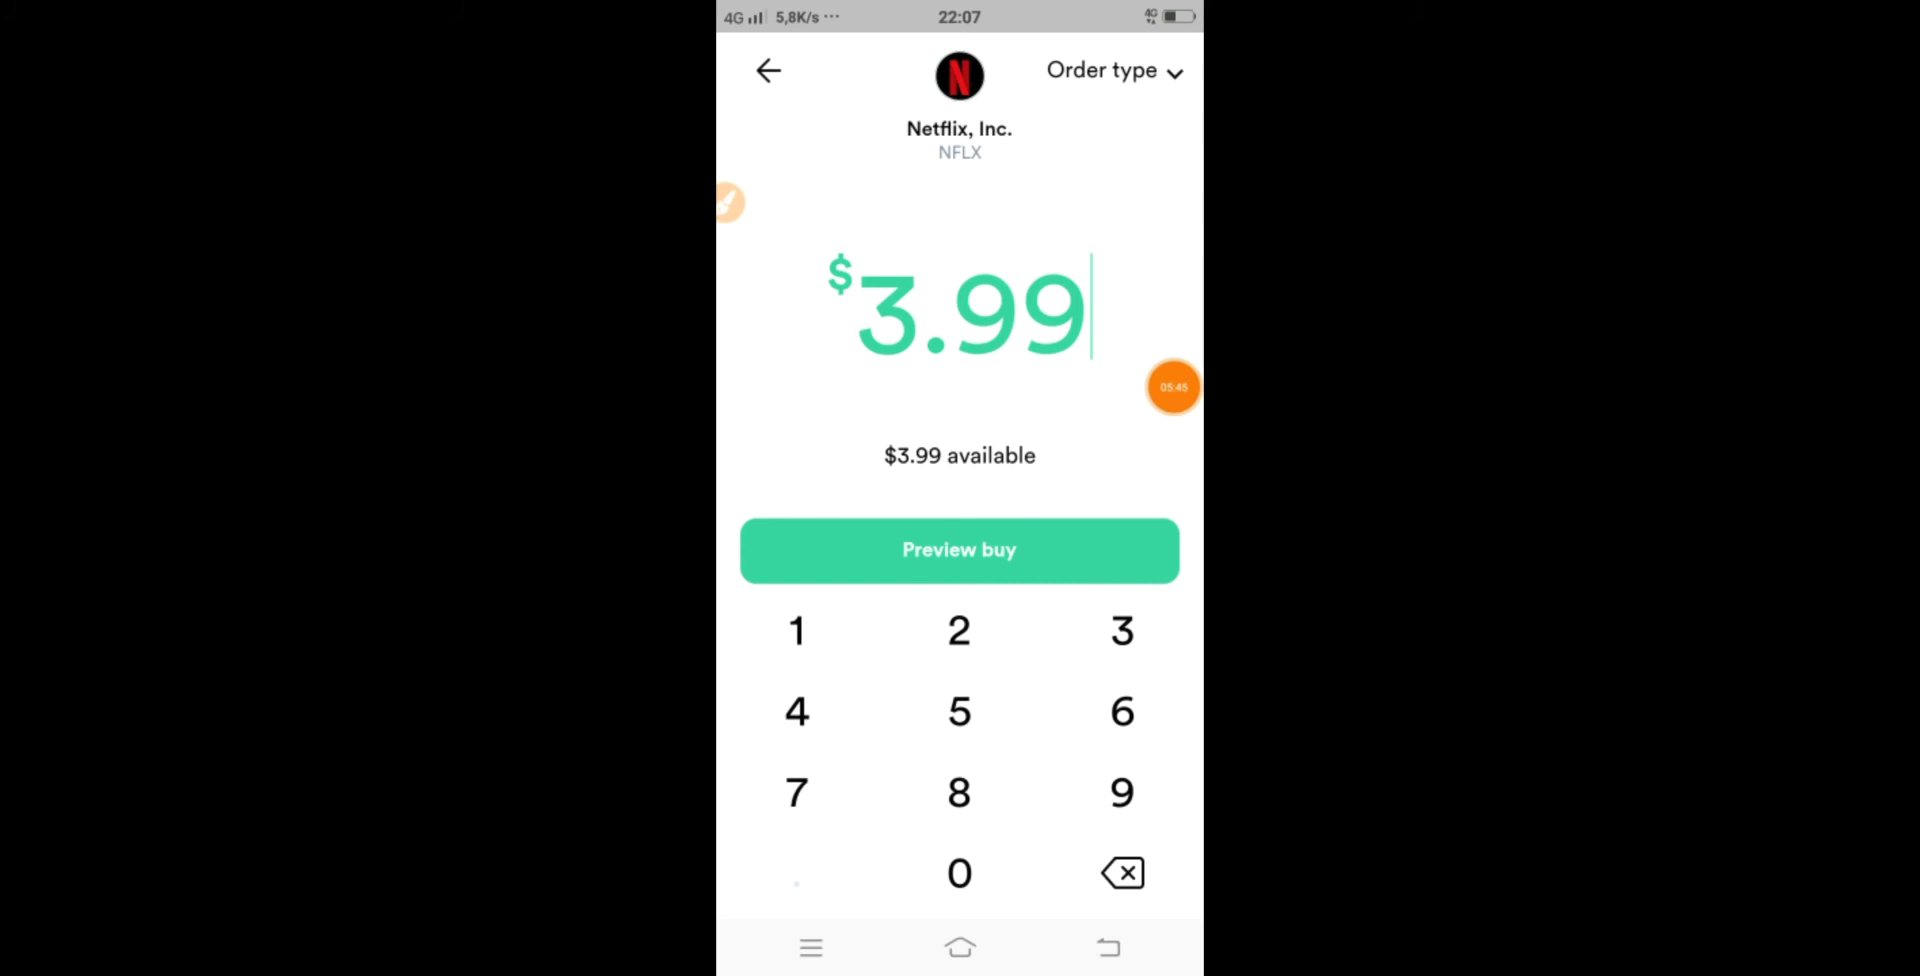 4G 5,8K/s ... 22:07 4G
Order type
N
Netflix, Inc.
NFLX
$3.99
05:45
$3.99 available
Preview buy
1 2 3
4 5 6
7 8 9
. 0